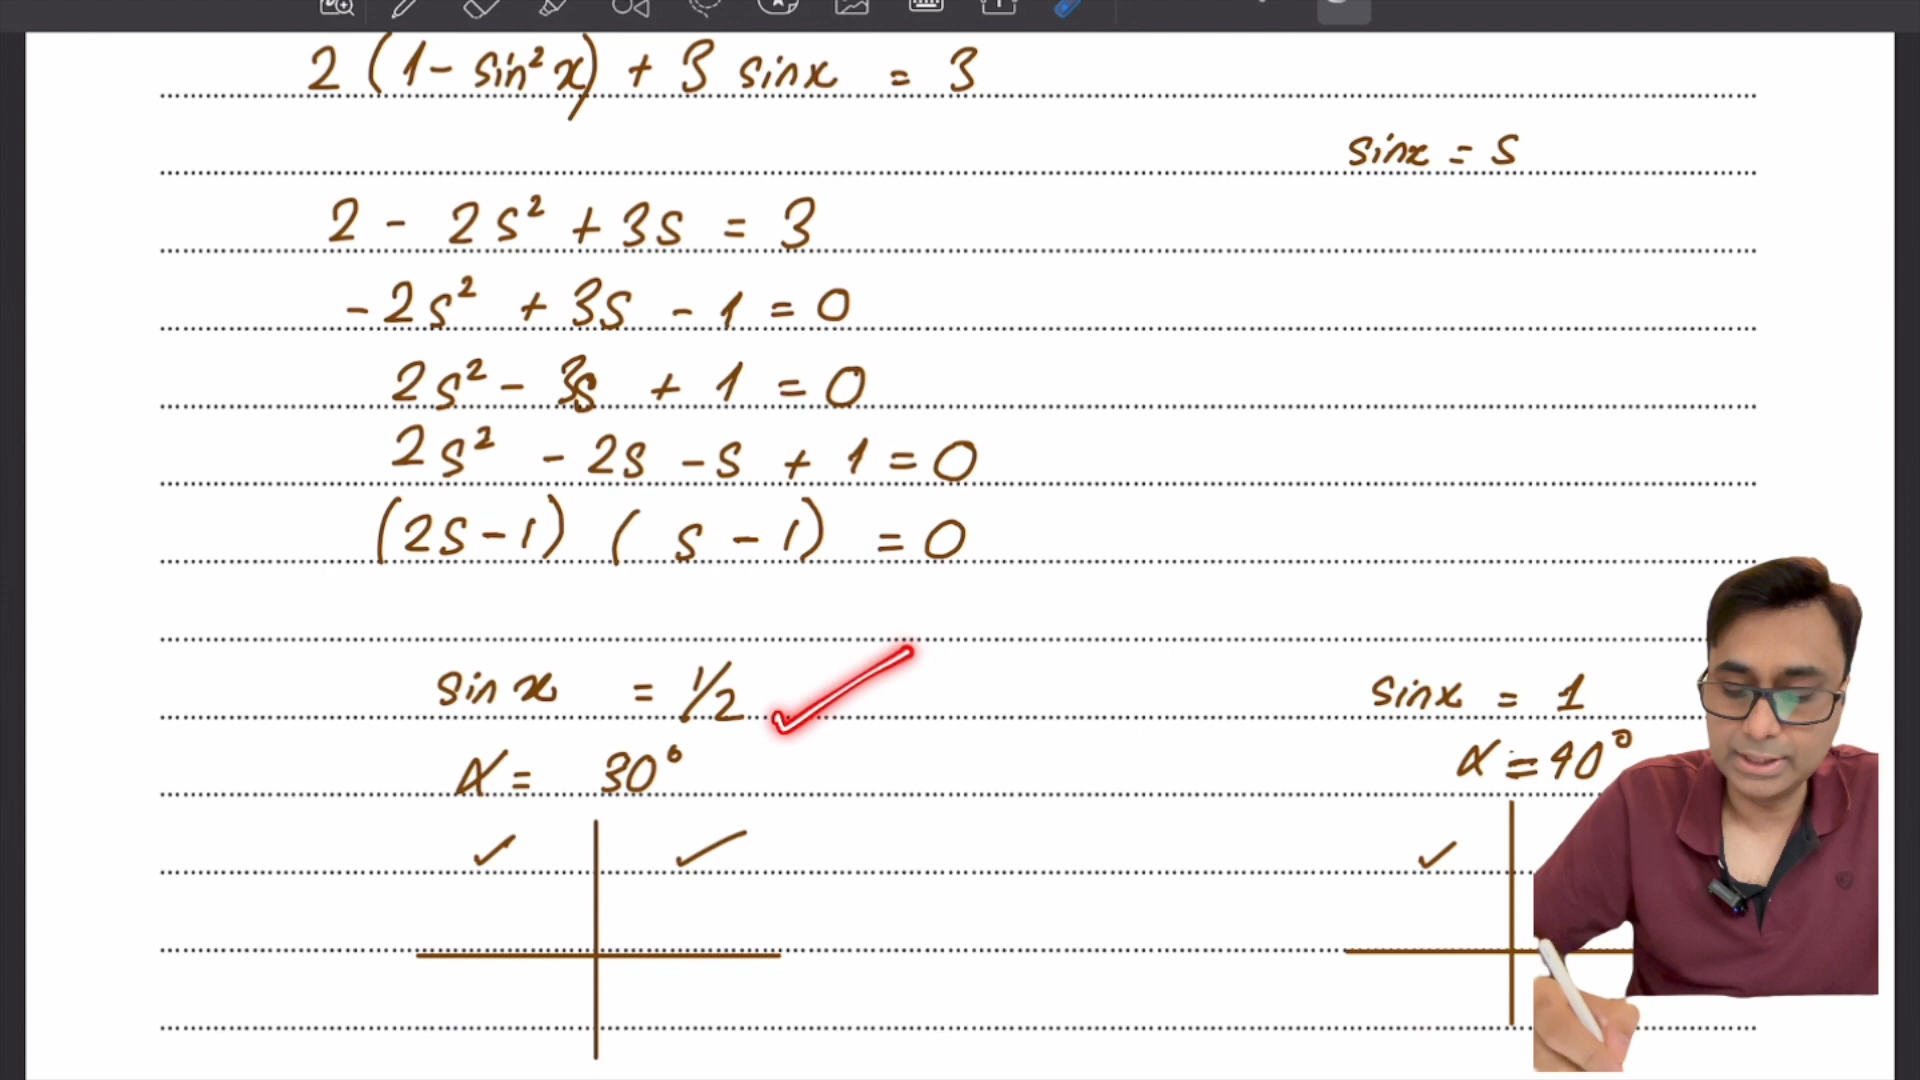 2 (1 - sin²x) + 3 sinx = 3
sinx = s
2 - 2s² + 3s = 3
- 2s² + 3s - 1 = 0
2s² - 3s + 1 = 0
2s² - 2s - s + 1 = 0
(2s - 1) ( s - 1) = 0
sin x = 1/2 ✓
sinx = 1
α = 30°
α = 90°
✓ ✓
✓